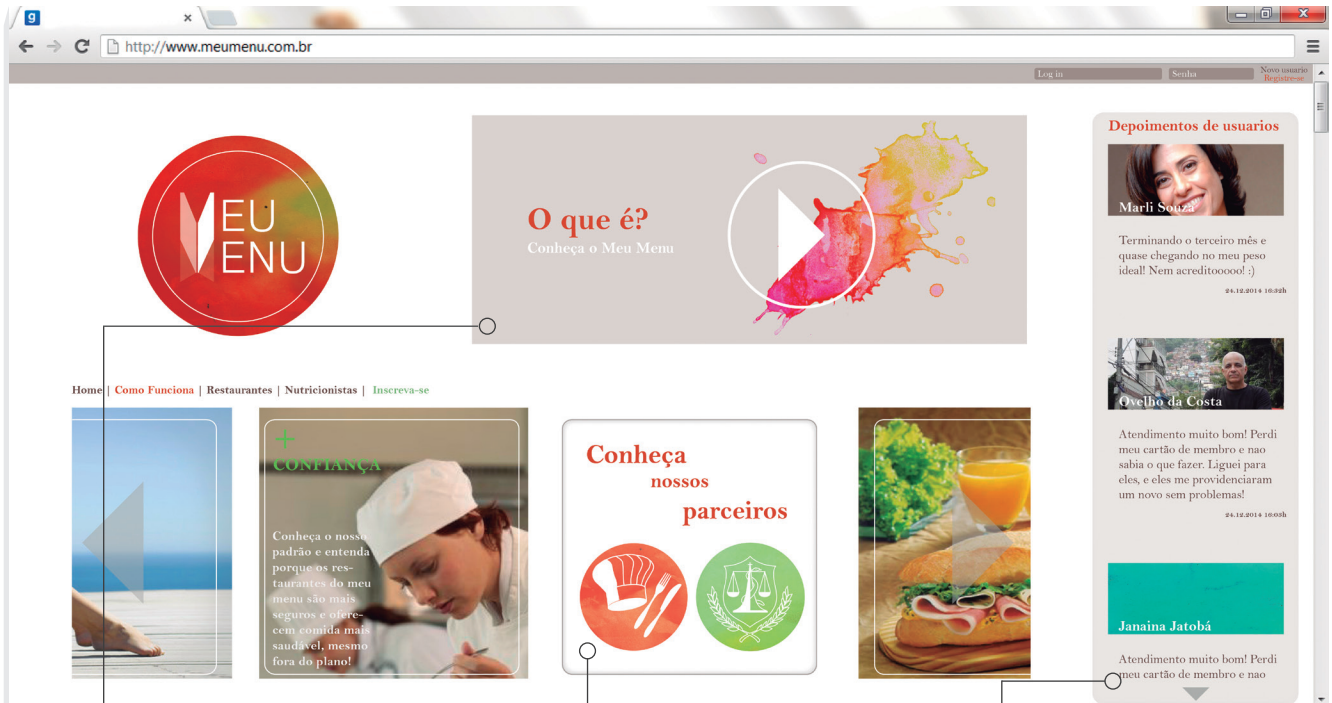 g
http://www.meumenu.com.br
Log in
Senha
Novo usuario
Registre-se
MEU
MENU
O que é?
Conheça o Meu Menu
Home | Como Funciona | Restaurantes | Nutricionistas | Inscreva-se
+
CONFIANÇA
Conheça o nosso
padrão e entenda
porque os res-
taurantes do meu
menu são mais
seguros e ofere-
cem comida mais
saudável, mesmo
fora do plano!
Conheça
nossos
parceiros
Depoimentos de usuarios
Marli Souza
Terminando o terceiro mês e
quase chegando no meu peso
ideal! Nem acreditooooo! :)
24.12.2014 16:32h
Ovelho da Costa
Atendimento muito bom! Perdi
meu cartão de membro e nao
sabia o que fazer. Liguei para
eles, e eles me providenciaram
um novo sem problemas!
24.12.2014 16:03h
Janaina Jatobá
Atendimento muito bom! Perdi
meu cartão de membro e nao